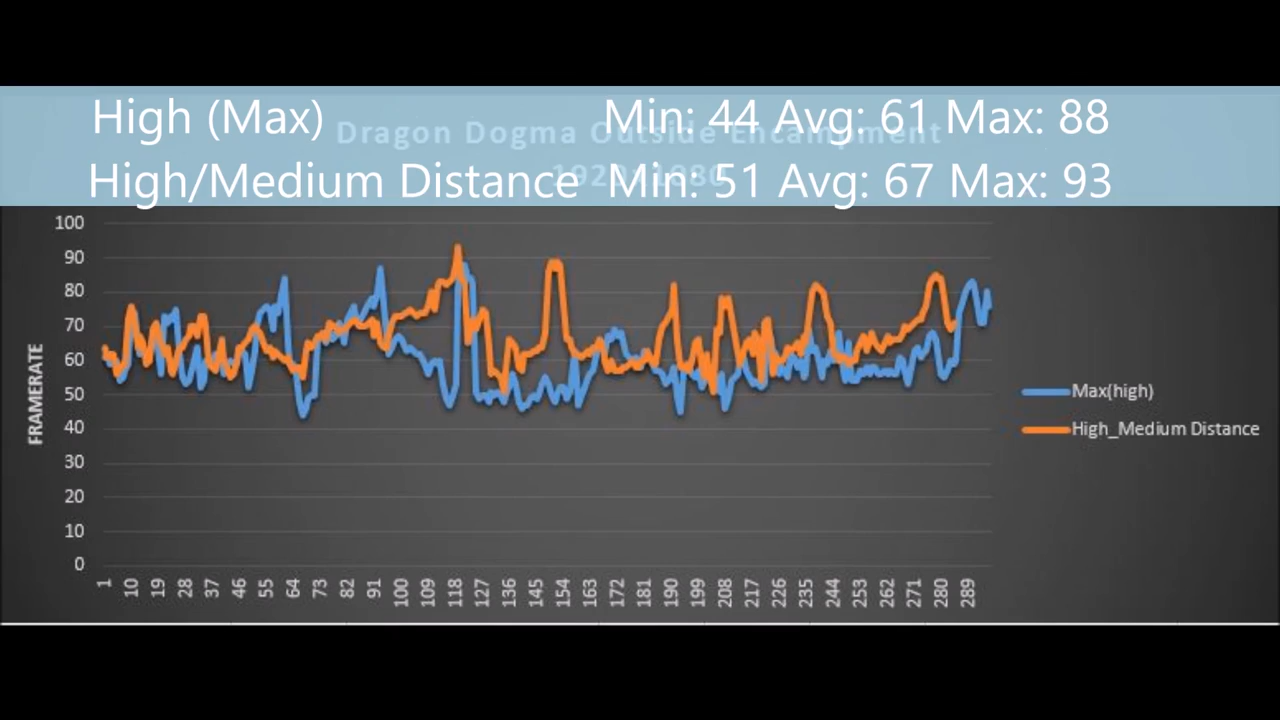 High (Max) Min: 44 Avg: 61 Max: 88
Dragon Dogma Outside Encampment
High/Medium Distance Min: 51 Avg: 67 Max: 93
1920x1080
100
90
80
70
60
50
40
30
20
10
0
FRAMERATE
1 10 19 28 37 46 55 64 73 82 91 100 109 118 127 136 145 154 163 172 181 190 199 208 217 226 235 244 253 262 271 280 289
Max(high)
High_Medium Distance